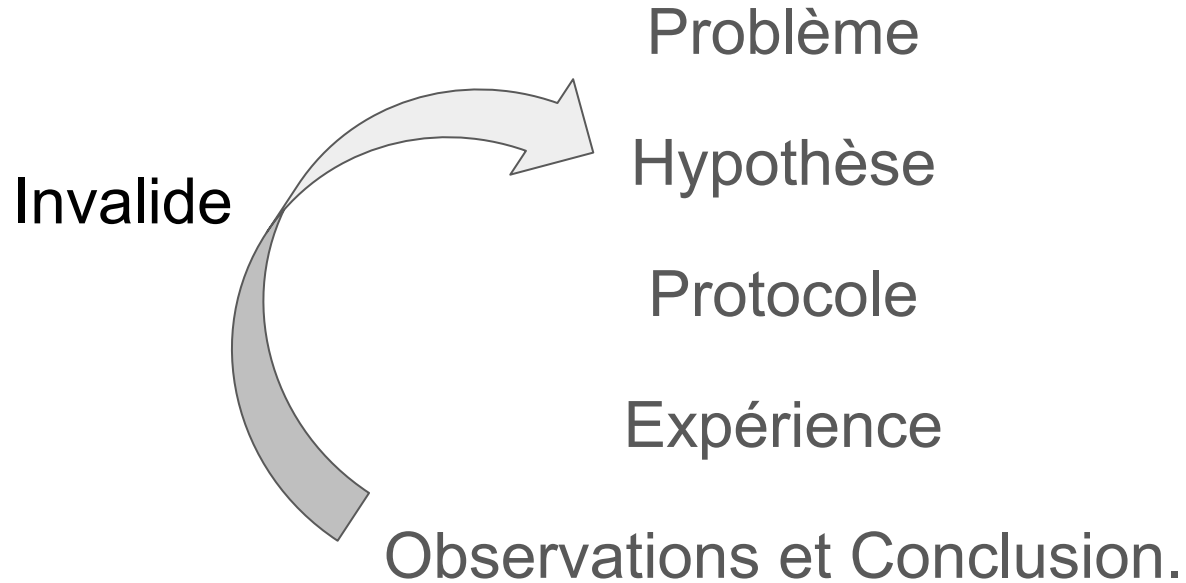 Problème
Hypothèse
Invalide
Protocole
Expérience
Observations et Conclusion.